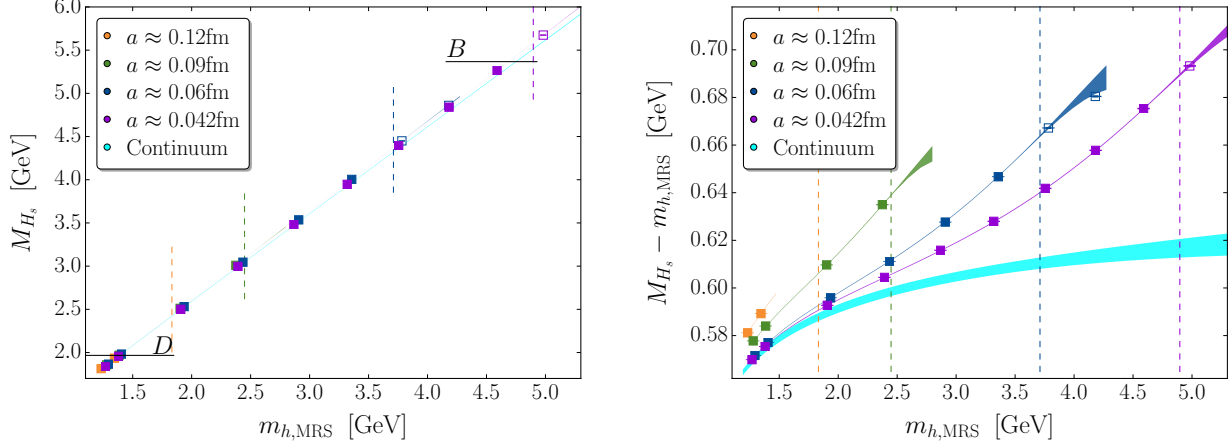 6.0
5.5
5.0
4.5
4.0
3.5
3.0
2.5
2.0
M_{H_s} [GeV]
a ≈ 0.12fm
a ≈ 0.09fm
a ≈ 0.06fm
a ≈ 0.042fm
Continuum
B
D
1.5 2.0 2.5 3.0 3.5 4.0 4.5 5.0
m_{h,MRS} [GeV]
0.70
0.68
0.66
0.64
0.62
0.60
0.58
M_{H_s} − m_{h,MRS} [GeV]
a ≈ 0.12fm
a ≈ 0.09fm
a ≈ 0.06fm
a ≈ 0.042fm
Continuum
1.5 2.0 2.5 3.0 3.5 4.0 4.5 5.0
m_{h,MRS} [GeV]